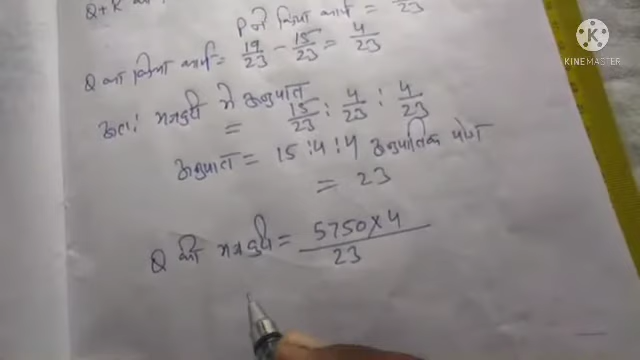 Q+R
P ने किया कार्य = 23
Q का किया कार्य = 19/23 - 15/23 = 4/23
अतः मजदूरी में अनुपात = 15/23 : 4/23 : 4/23
अनुपात = 15:4:4 अनुपातिक योग
= 23
Q की मजदूरी = 5750×4/23
KINEMASTER